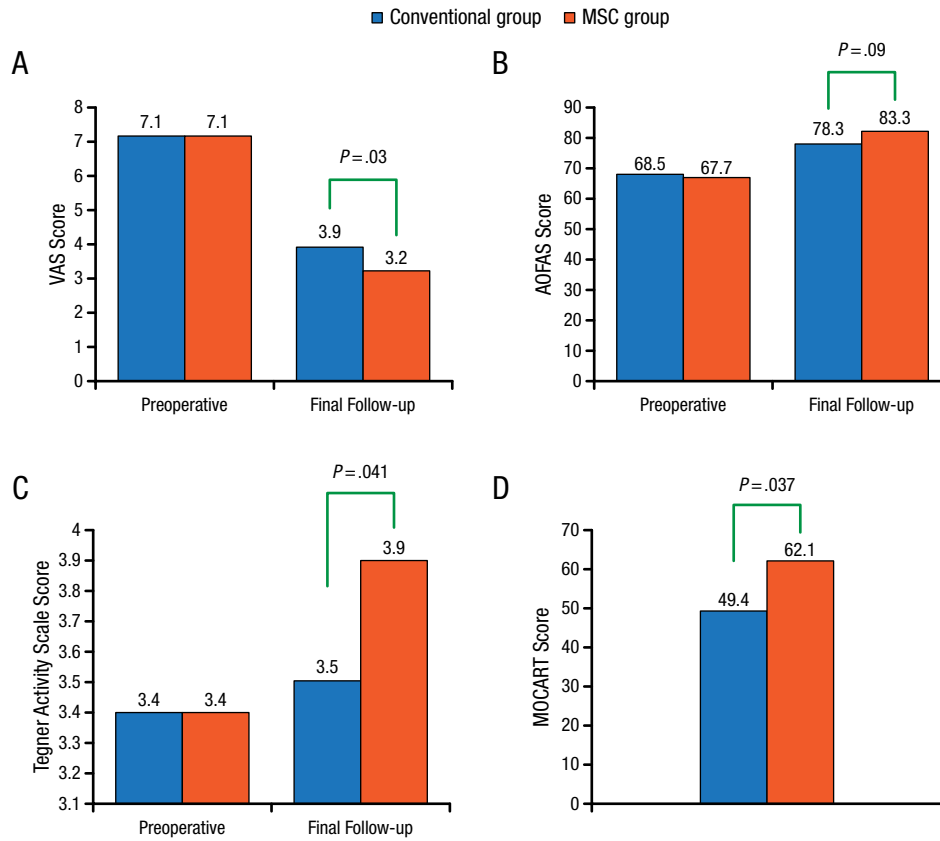 Conventional group MSC group
A
VAS Score
8
7
6
5
4
3
2
1
0
7.1 7.1
P = .03
3.9
3.2
Preoperative Final Follow-up
B
AOFAS Score
90
80
70
60
50
40
30
20
10
0
P = .09
68.5 67.7
78.3 83.3
Preoperative Final Follow-up
C
Tegner Activity Scale Score
4
3.9
3.8
3.7
3.6
3.5
3.4
3.3
3.2
3.1
P = .041
3.4 3.4
3.5
3.9
Preoperative Final Follow-up
D
MOCART Score
70
60
50
40
30
20
10
0
P = .037
49.4
62.1